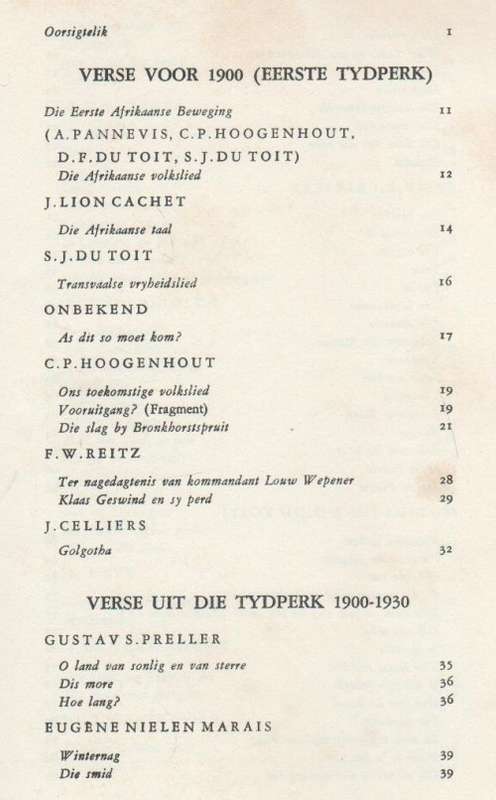 Oorsigtelik 1
VERSE VOOR 1900 (EERSTE TYDPERK)
Die Eerste Afrikaanse Beweging 11
(A.PANNEVIS, C.P.HOOGENHOUT,
D.F.DU TOIT, S.J.DU TOIT)
Die Afrikaanse volkslied 12
J.LION CACHET
Die Afrikaanse taal 14
S.J.DU TOIT
Transvaalse vryheidslied 16
ONBEKEND
As dit so moet kom? 17
C.P.HOOGENHOUT
Ons toekomstige volkslied 19
Vooruitgang? (Fragment) 19
Die slag by Bronkhorstspruit 21
F.W.REITZ
Ter nagedagtenis van kommandant Louw Wepener 28
Klaas Geswind en sy perd 29
J.CELLIERS
Golgotha 32
VERSE UIT DIE TYDPERK 1900-1930
GUSTAV S.PRELLER
O land van sonlig en van sterre 35
Dis more 36
Hoe lang? 36
EUGÈNE NIELEN MARAIS
Winternag 39
Die smid 39